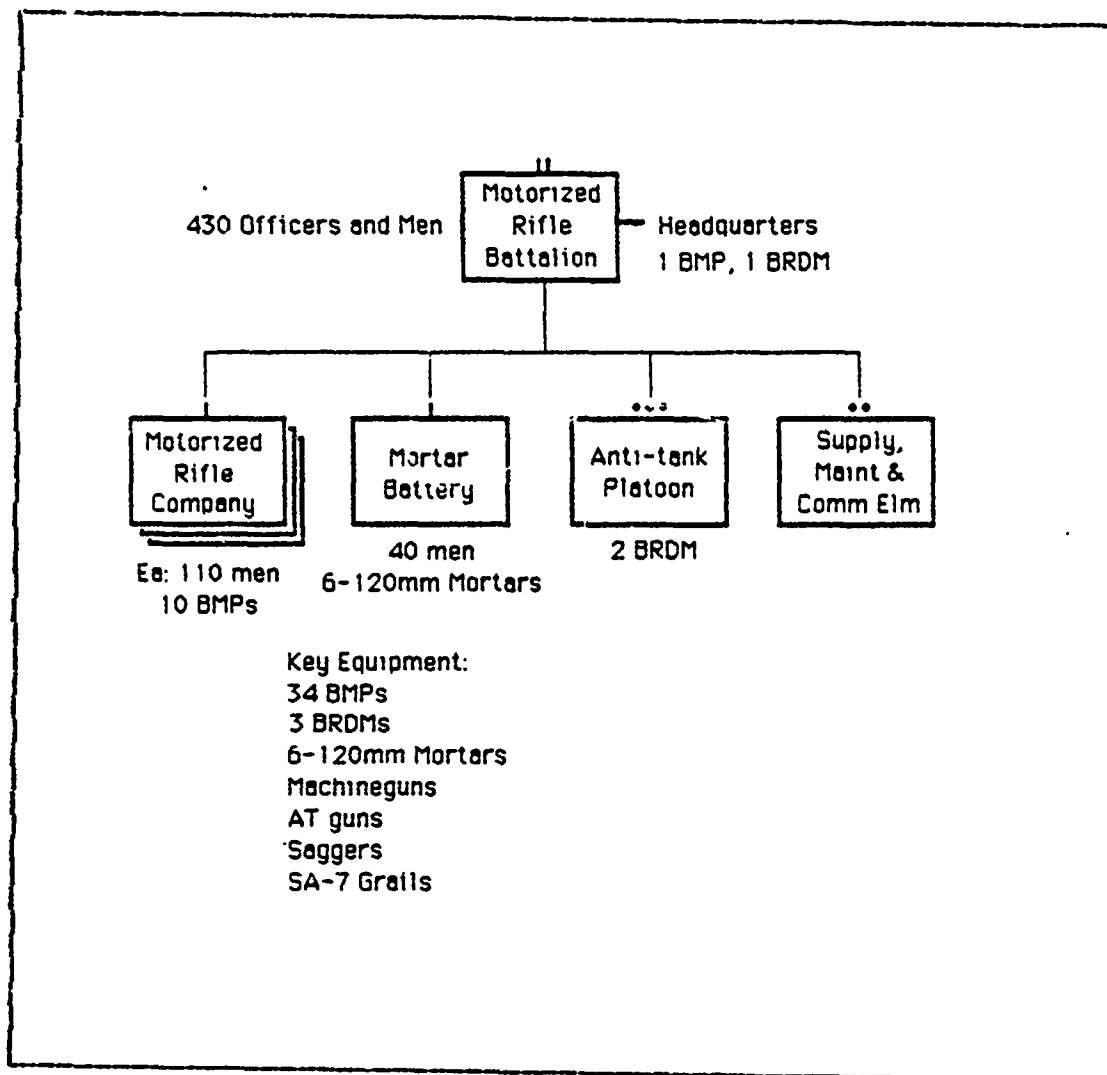 Motorized
Rifle
Battalion
430 Officers and Men
Headquarters
1 BMP, 1 BRDM
Motorized
Rifle
Company
Ea: 110 men
10 BMPs
Mortar
Battery
40 men
6-120mm Mortars
Anti-tank
Platoon
2 BRDM
Supply,
Maint &
Comm Elm
Key Equipment:
34 BMPs
3 BRDMs
6-120mm Mortars
Machineguns
AT guns
Saggers
SA-7 Grails